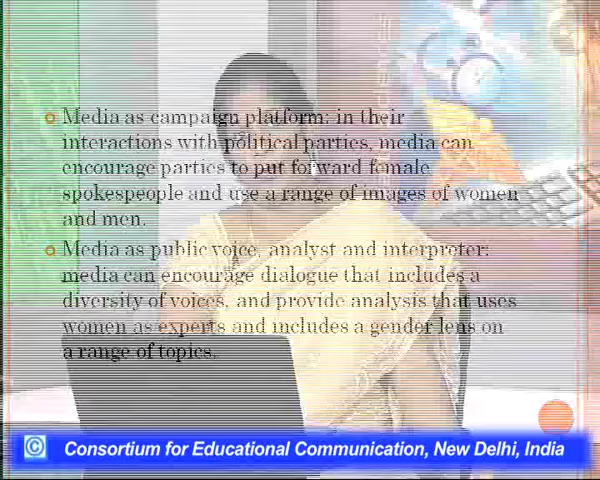 Media as campaign platform: in their
interactions with political parties, media can
encourage parties to put forward female
spokespeople and use a range of images of women
and men.
Media as public voice, analyst and interpreter:
media can encourage dialogue that includes a
diversity of voices, and provide analysis that uses
women as experts and includes a gender lens on
a range of topics.
© Consortium for Educational Communication, New Delhi, India